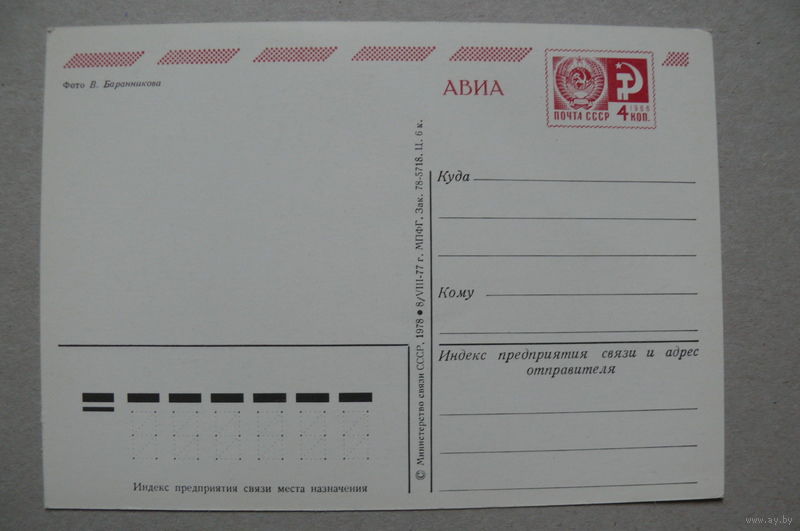 Фото В. Баранникова
АВИА
ПОЧТА СССР
1966
4 КОП.
Куда
Кому
© Министерство связи СССР, 1978 ● 8/VIII-77 г. МПФГ. Зак. 78-5718. Ц. 6 к.
Индекс предприятия связи и адрес
отправителя
Индекс предприятия связи места назначения
www.ay.by